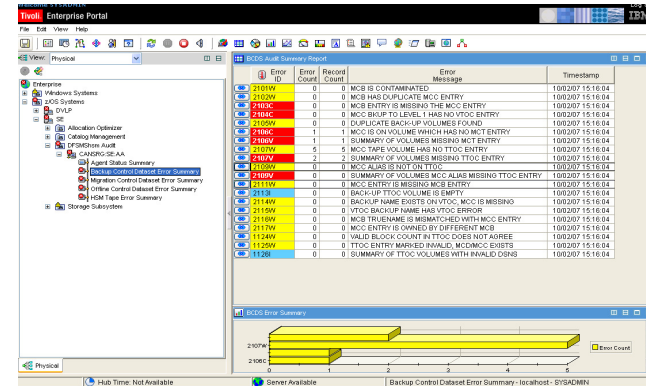 Welcome SYSADMIN
Log
Tivoli. Enterprise Portal
IBM
File Edit View Help
View: Physical
Enterprise
Windows Systems
z/OS Systems
DVLP
SE
Allocation Optimizer
Catalog Management
DFSMShsm Audit
CANSRG:SE:AA
Agent Status Summary
Backup Control Dataset Error Summary
Migration Control Dataset Error Summary
Offline Control Dataset Error Summary
HSM Tape Error Summary
Storage Subsystem
Physical
BCDS Audit Summary Report
Error ID Error Count Record Count Error Message Timestamp
2101W 0 0 MCB IS CONTAMINATED 10/02/07 15:16:04
2102W 0 0 MCB HAS DUPLICATE MCC ENTRY 10/02/07 15:16:04
2103C 0 0 MCB ENTRY IS MISSING THE MCC ENTRY 10/02/07 15:16:04
2104C 0 0 MCC BKUP TO LEVEL 1 HAS NO VTOC ENTRY 10/02/07 15:16:04
2105W 0 0 DUPLICATE BACK-UP VOLUMES FOUND 10/02/07 15:16:04
2106C 1 1 MCC IS ON VOLUME WHICH HAS NO MCT ENTRY 10/02/07 15:16:04
2106V 1 1 SUMMARY OF VOLUMES MISSING MCT ENTRY 10/02/07 15:16:04
2107W 5 5 MCC TAPE VOLUME HAS NO TTOC ENTRY 10/02/07 15:16:04
2107V 2 2 SUMMARY OF VOLUMES MISSING TTOC ENTRY 10/02/07 15:16:04
2109W 0 0 MCC ALIAS IS NOT ON TTOC 10/02/07 15:16:04
2109V 0 0 SUMMARY OF VOLUMES MCC ALIAS MISSING TTOC ENTRY 10/02/07 15:16:04
2111W 0 0 MCC ENTRY IS MISSING MCB ENTRY 10/02/07 15:16:04
2113I 0 0 BACK-UP TTOC VOLUME IS EMPTY 10/02/07 15:16:04
2114W 0 0 BACKUP NAME EXISTS ON VTOC, MCC IS MISSING 10/02/07 15:16:04
2115W 0 0 VTOC BACKUP NAME HAS VTOC ERROR 10/02/07 15:16:04
2116W 0 0 MCB TRUENAME IS MISMATCHED WITH MCC ENTRY 10/02/07 15:16:04
2117W 0 0 MCC ENTRY IS OWNED BY DIFFERENT MCB 10/02/07 15:16:04
1124W 0 0 VALID BLOCK COUNT IN TTOC DOES NOT AGREE 10/02/07 15:16:04
1125W 0 0 TTOC ENTRY MARKED INVALID, MCD/MCC EXISTS 10/02/07 15:16:04
1126I 0 0 SUMMARY OF TTOC VOLUMES WITH INVALID DSNS 10/02/07 15:16:04
BCDS Error Summary
2107W
2106C
0 1 2 3 4 5
Error Count
Hub Time: Not Available
Server Available
Backup Control Dataset Error Summary - localhost - SYSADMIN